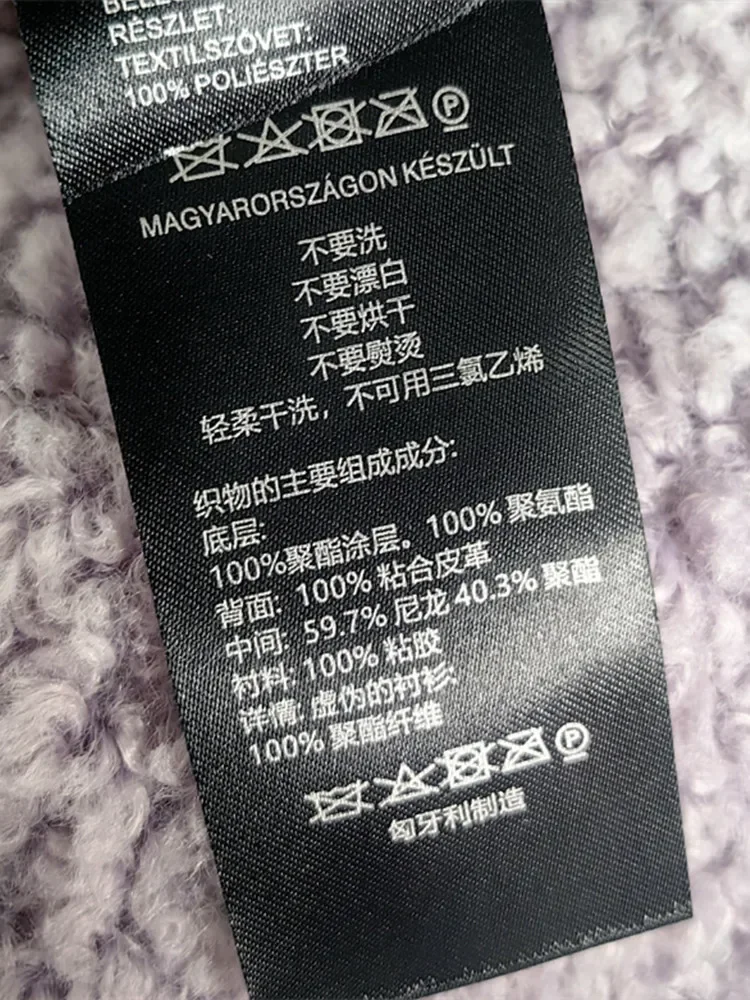 RÉSZLET:
TEXTILSZÖVET:
100% POLIÉSZTER
P
MAGYARORSZÁGON KÉSZÜLT
不要洗
不要漂白
不要烘干
不要熨烫
轻柔干洗，不可用三氯乙烯
织物的主要组成成分:
底层:
100%聚酯涂层。100% 聚氨酯
背面: 100% 粘合皮革
中间: 59.7% 尼龙 40.3% 聚酯
衬料: 100% 粘胶
详情: 虚伪的衬衫:
100% 聚酯纤维
P
匈牙利制造